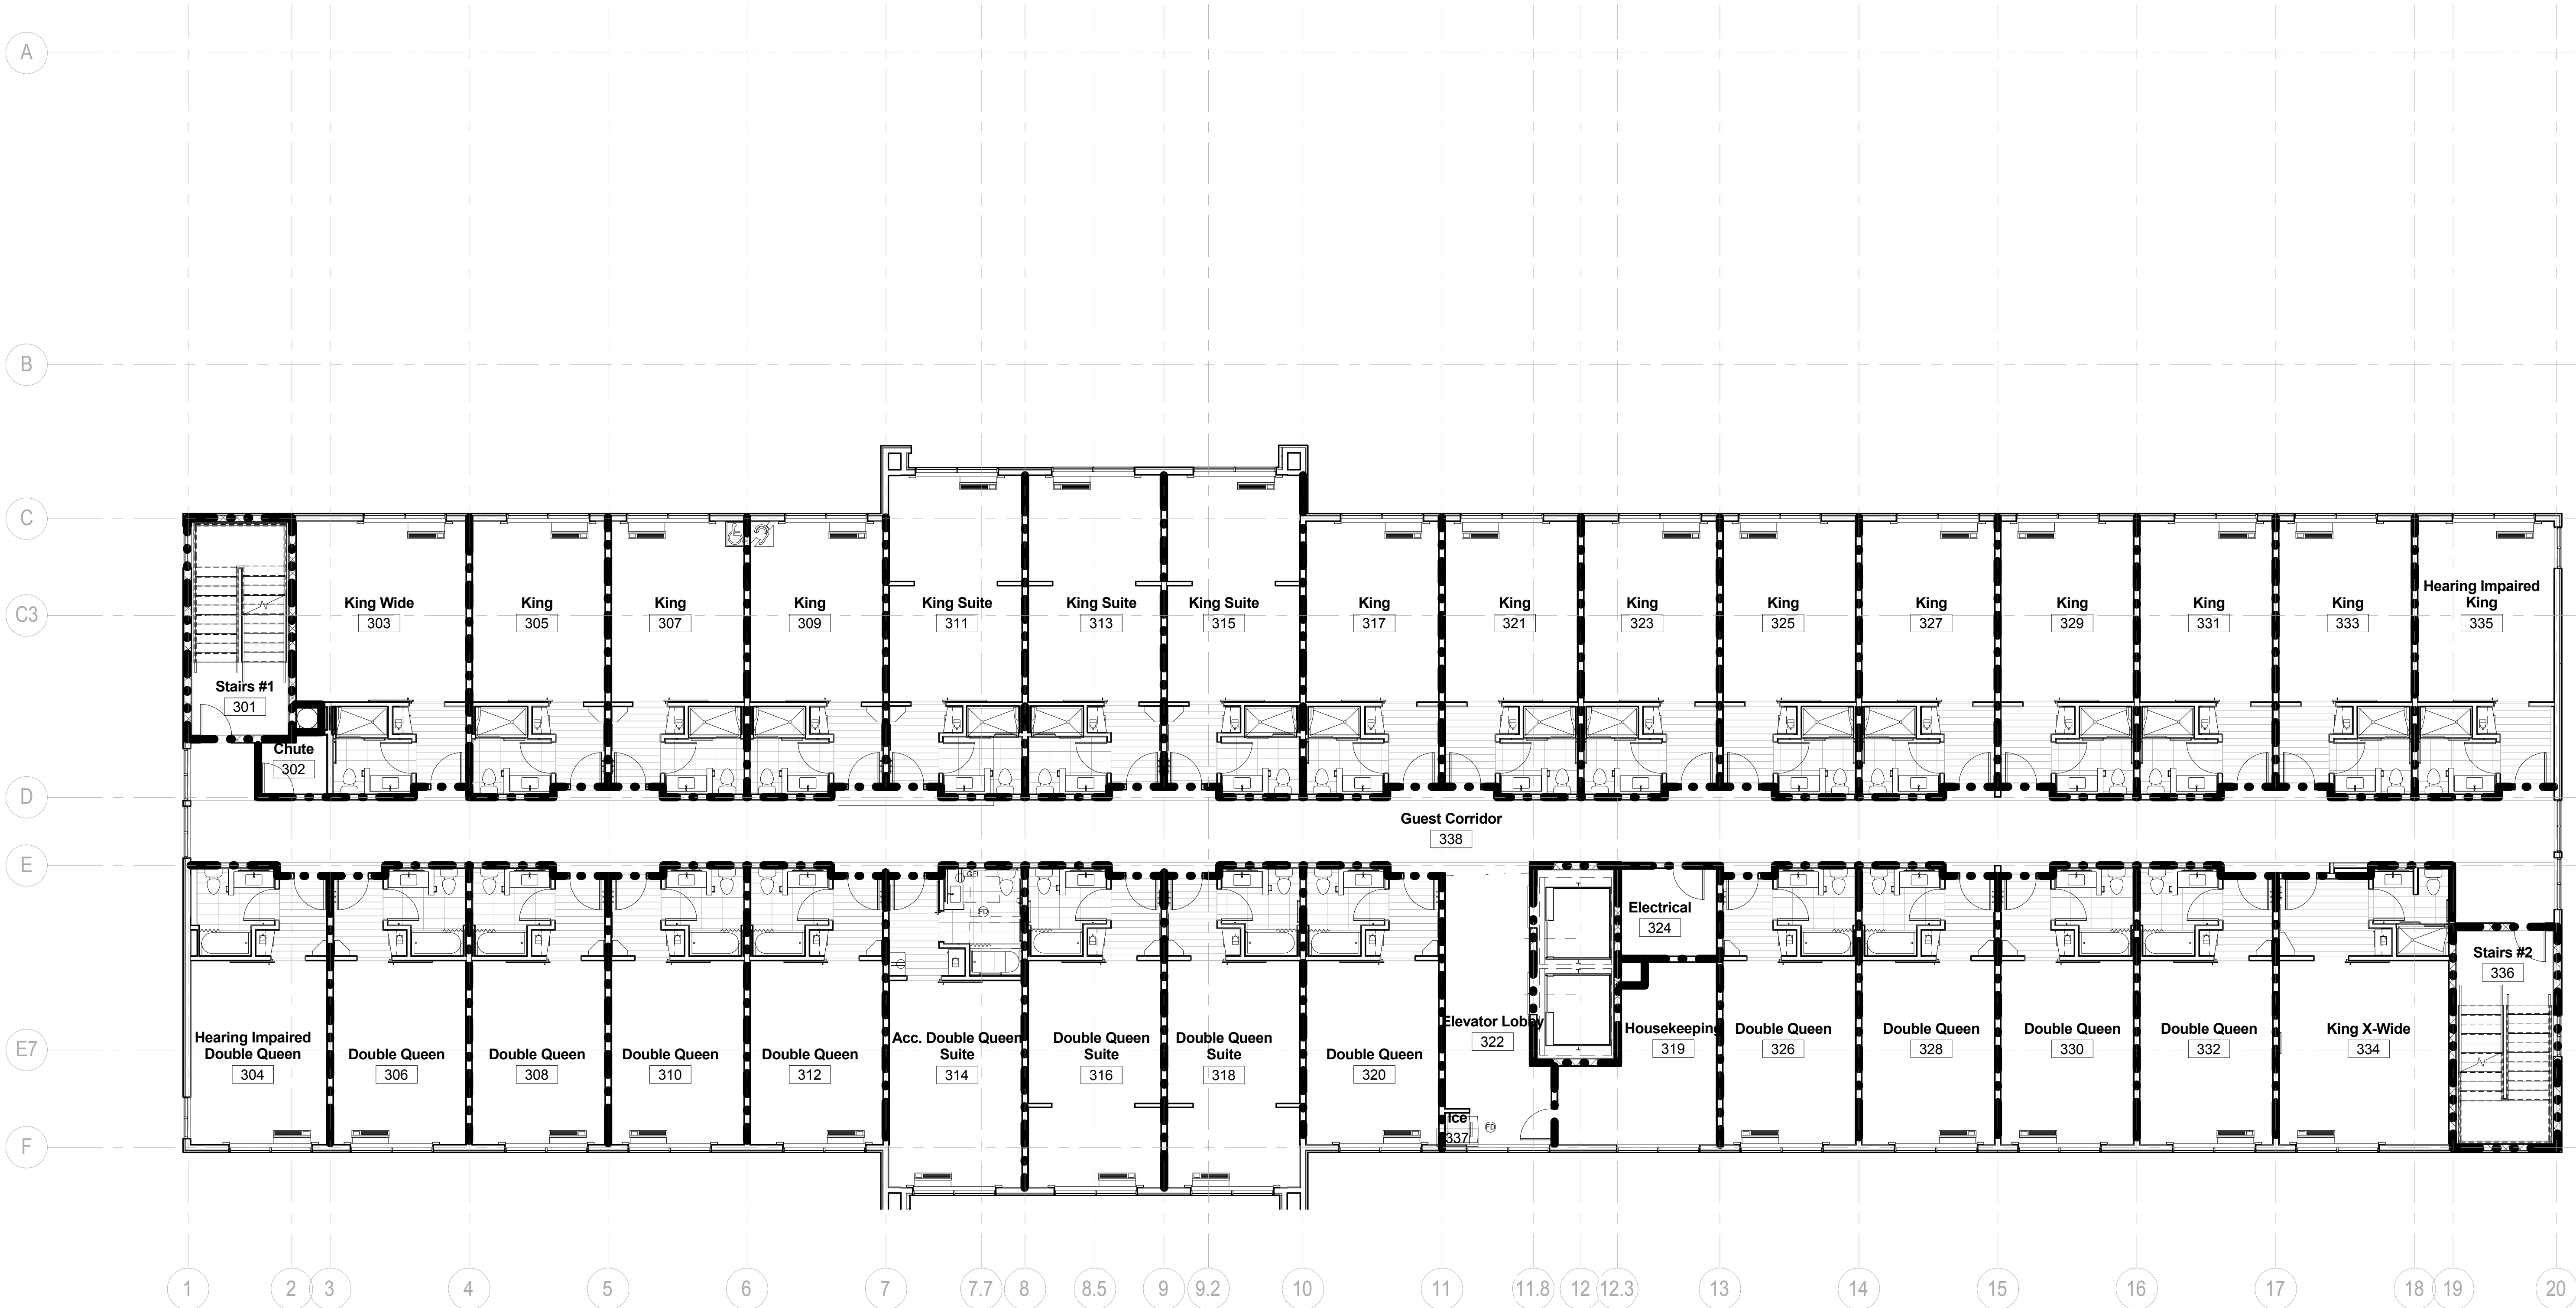 A
B
C
C3
King Wide
303
King
305
King
307
King
309
King Suite
311
King Suite
313
King Suite
315
King
317
King
321
King
323
King
325
King
327
King
329
King
331
King
333
Hearing Impaired
King
335
Stairs #1
301
Chute
302
D
Guest Corridor
338
E
GFI
FD
Electrical
324
Stairs #2
336
E7
Hearing Impaired
Double Queen
304
Double Queen
306
Double Queen
308
Double Queen
310
Double Queen
312
Acc. Double Queen
Suite
314
Double Queen
Suite
316
Double Queen
Suite
318
Double Queen
320
Elevator Lobby
322
Housekeeping
319
Double Queen
326
Double Queen
328
Double Queen
330
Double Queen
332
King X-Wide
334
F
Ice
337
FD
1
2
3
4
5
6
7
7.7
8
8.5
9
9.2
10
11
11.8
12
12.3
13
14
15
16
17
18
19
20